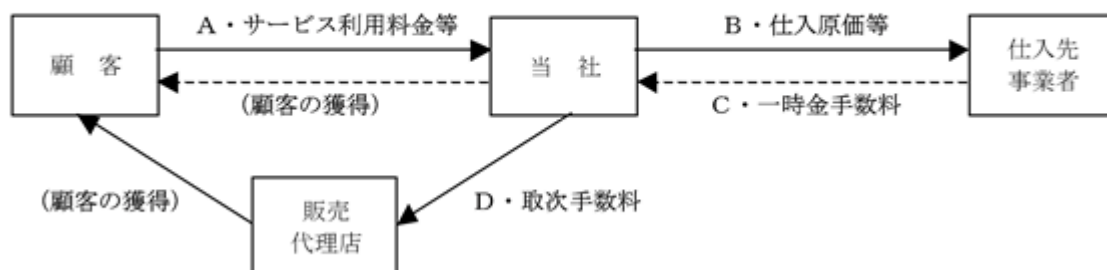 A・サービス利用料金等
B・仕入原価等
顧 客
当 社
仕入先
事業者
(顧客の獲得)
C・一時金手数料
(顧客の獲得)
D・取次手数料
販売
代理店